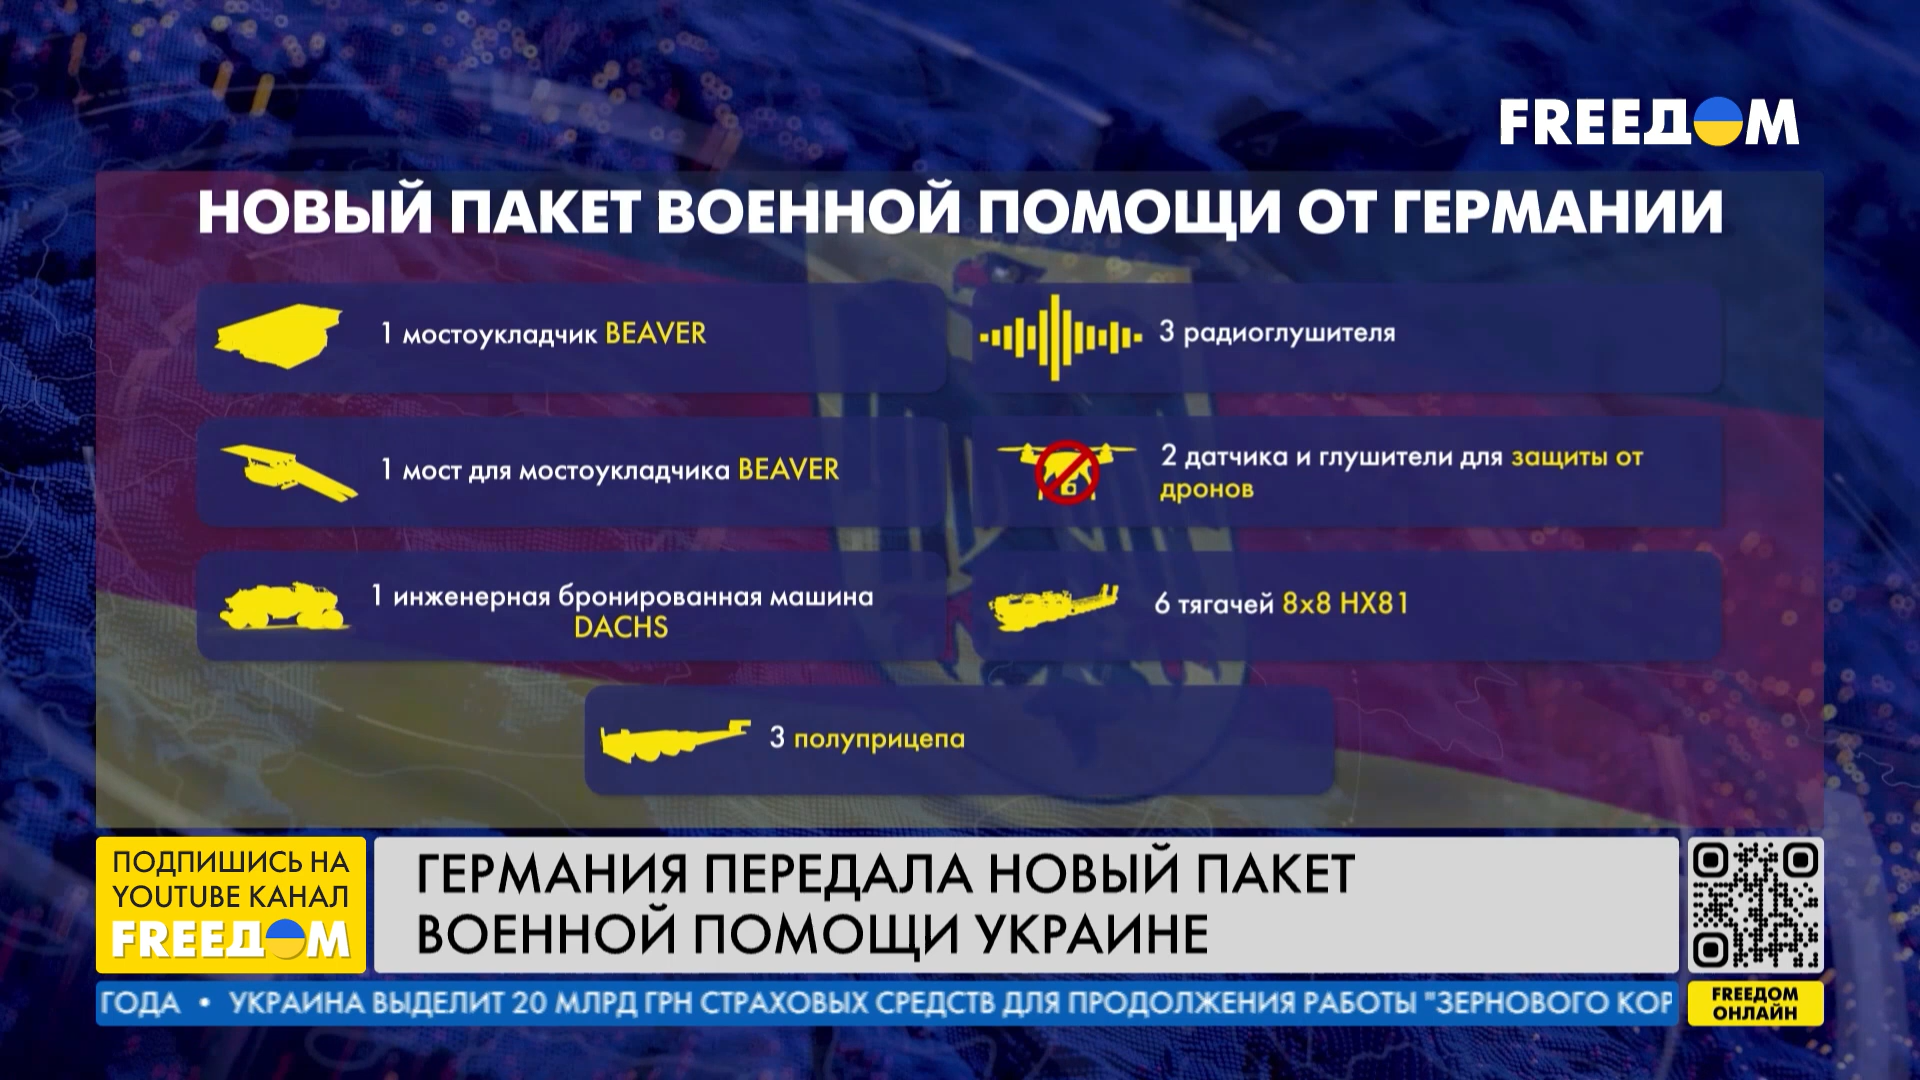 FREEДOM
НОВЫЙ ПАКЕТ ВОЕННОЙ ПОМОЩИ ОТ ГЕРМАНИИ
1 мостоукладчик BEAVER
3 радиоглушителя
1 мост для мостоукладчика BEAVER
2 датчика и глушители для защиты от
дронов
1 инженерная бронированная машина
DACHS
6 тягачей 8x8 HX81
3 полуприцепа
ПОДПИШИСЬ НА
YOUTUBE КАНАЛ
FREEДOM
ГЕРМАНИЯ ПЕРЕДАЛА НОВЫЙ ПАКЕТ
ВОЕННОЙ ПОМОЩИ УКРАИНЕ
ГОДА • УКРАИНА ВЫДЕЛИТ 20 МЛРД ГРН СТРАХОВЫХ СРЕДСТВ ДЛЯ ПРОДОЛЖЕНИЯ РАБОТЫ "ЗЕРНОВОГО КОР
FREEДOM
ОНЛАЙН